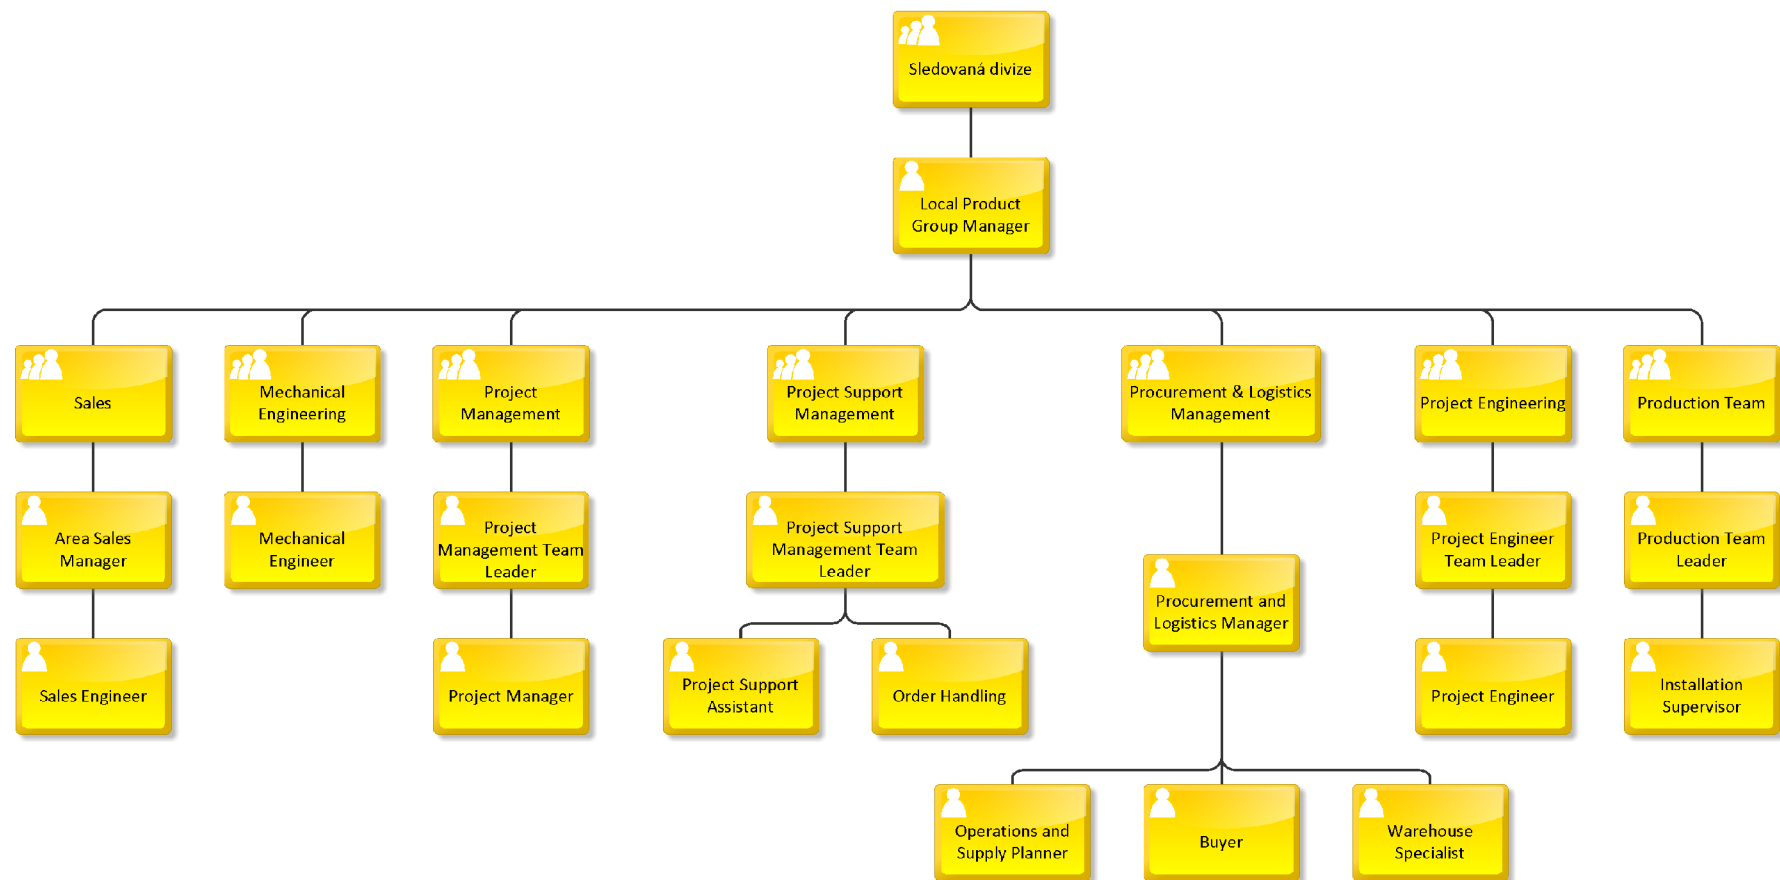 Sledovaná divize
Local Product
Group Manager
Sales
Mechanical
Engineering
Project
Management
Project Support
Management
Procurement & Logistics
Management
Project Engineering
Production Team
Area Sales
Manager
Mechanical
Engineer
Project
Management Team
Leader
Project Support
Management Team
Leader
Procurement and
Logistics Manager
Project Engineer
Team Leader
Production Team
Leader
Sales Engineer
Project Manager
Project Support
Assistant
Order Handling
Project Engineer
Installation
Supervisor
Operations and
Supply Planner
Buyer
Warehouse
Specialist